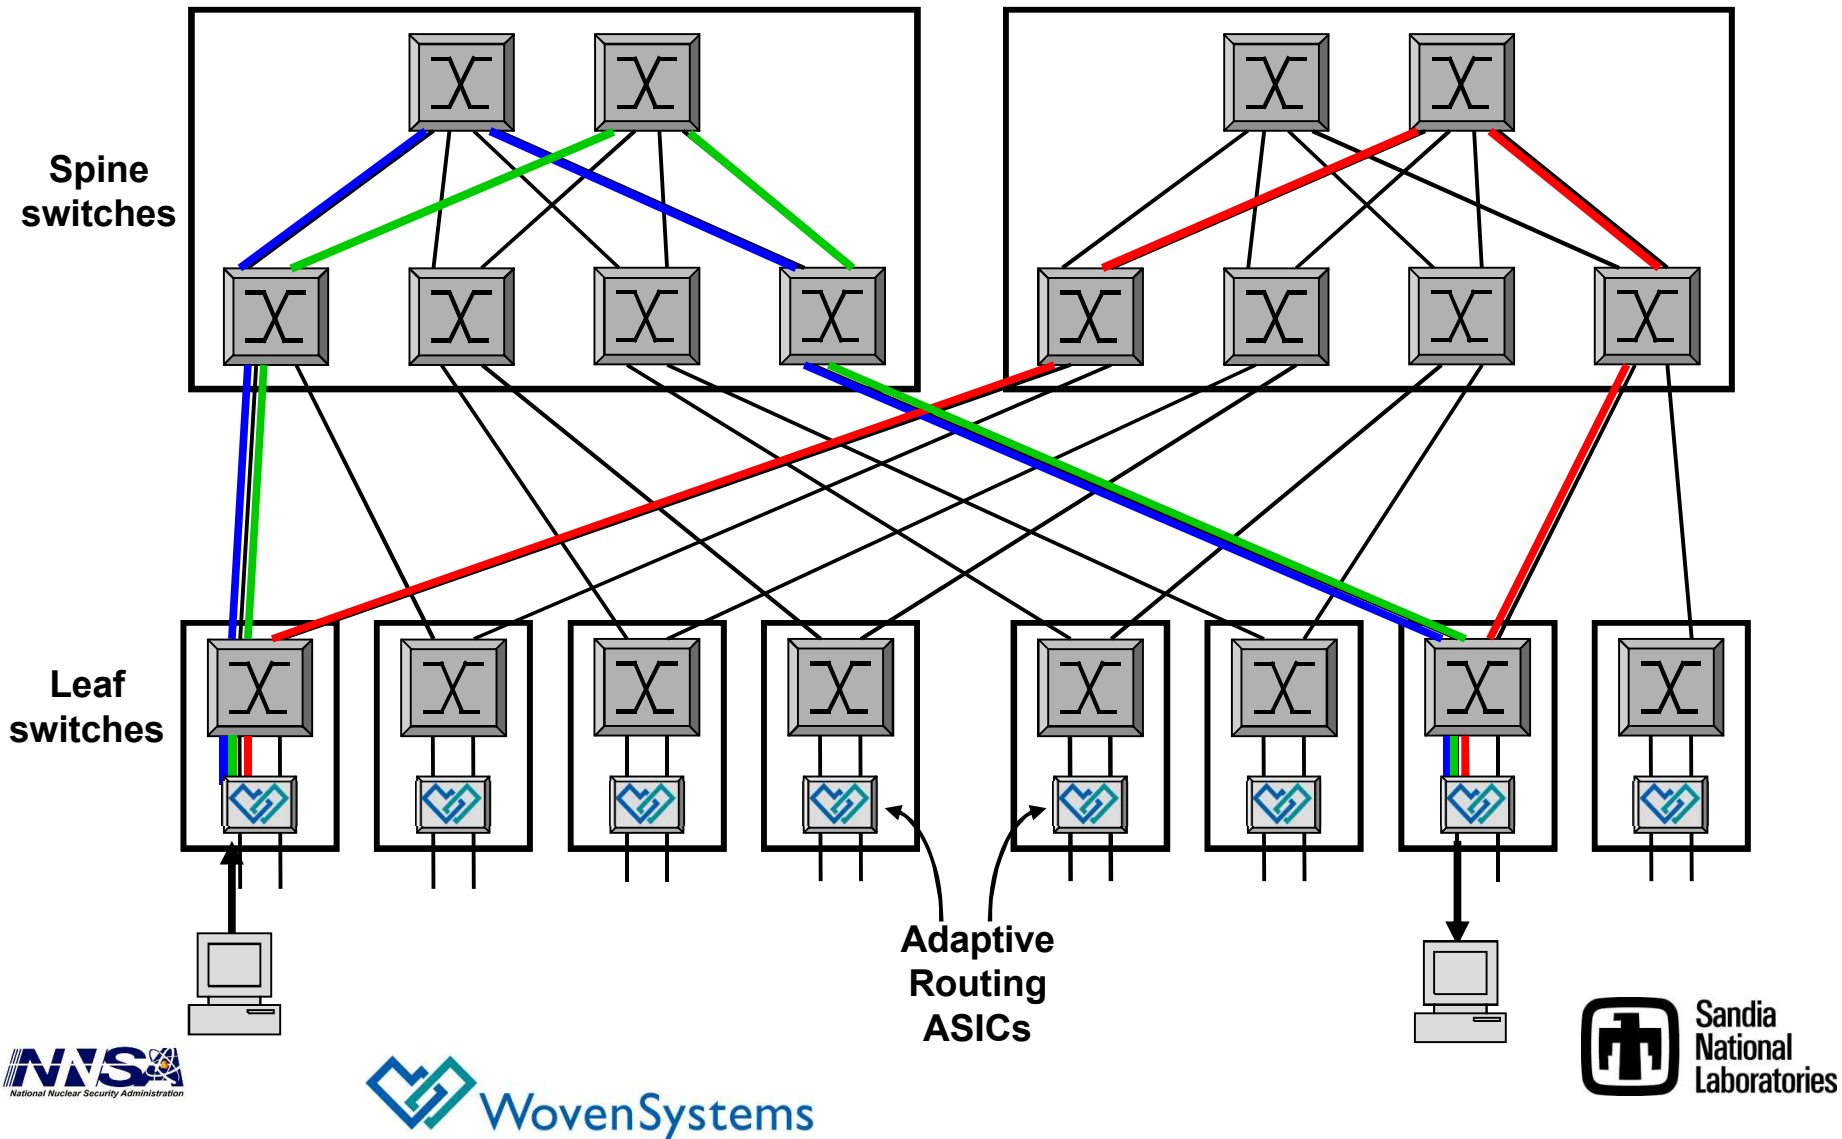 Spine
switches
Leaf
switches
Adaptive
Routing
ASICs
NNSA
National Nuclear Security Administration
WovenSystems
Sandia
National
Laboratories